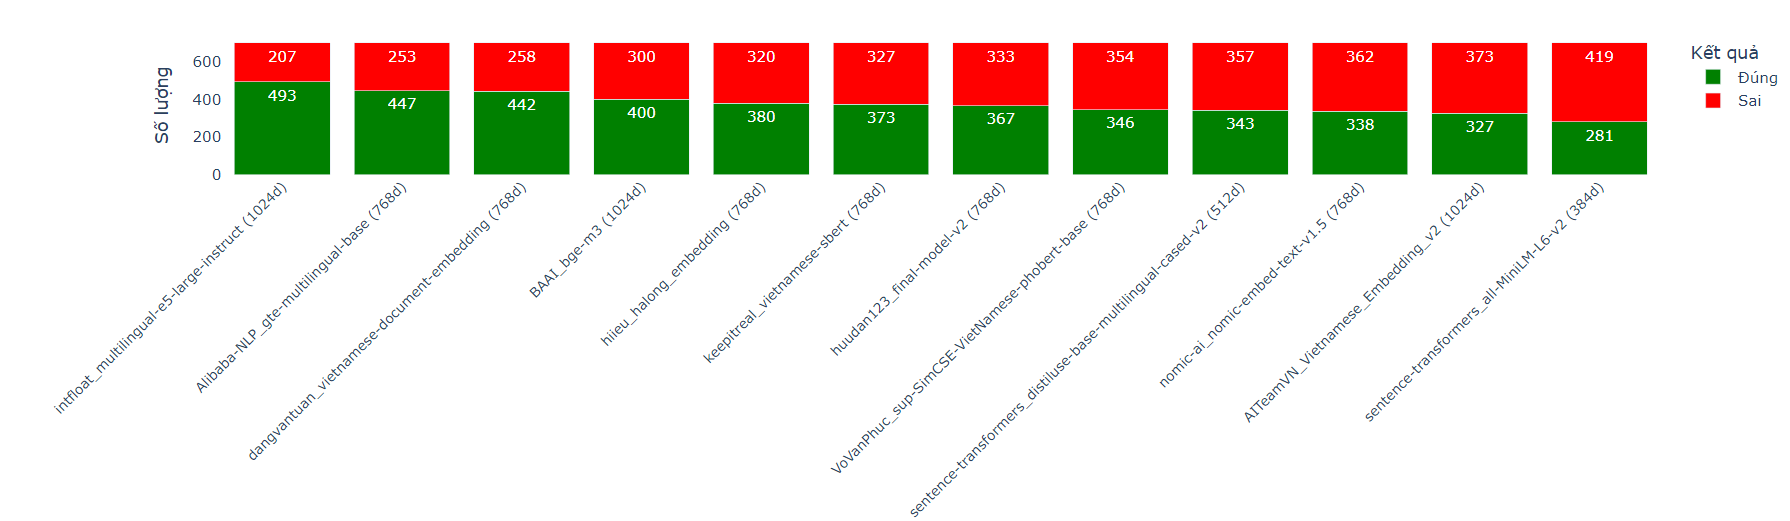 Số lượng
600
400
200
0
207
253
258
300
320
327
333
354
357
362
373
419
493
447
442
400
380
373
367
346
343
338
327
281
intfloat_multilingual-e5-large-instruct (1024d)
Alibaba-NLP_gte-multilingual-base (768d)
dangvantuan_vietnamese-document-embedding (768d)
BAAI_bge-m3 (1024d)
hiieu_halong_embedding (768d)
keepitreal_vietnamese-sbert (768d)
huudan123_final-model-v2 (768d)
VoVanPhuc_sup-SimCSE-VietNamese-phobert-base (768d)
sentence-transformers_distiluse-base-multilingual-cased-v2 (512d)
nomic-ai_nomic-embed-text-v1.5 (768d)
AITeamVN_Vietnamese_Embedding_v2 (1024d)
sentence-transformers_all-MiniLM-L6-v2 (384d)
Kết quả
Đúng
Sai